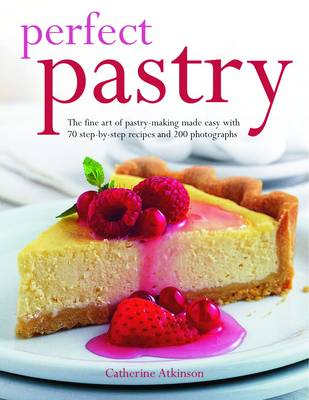 perfect
pastry
The fine art of pastry-making made easy with
70 step-by-step recipes and 200 photographs
Catherine Atkinson